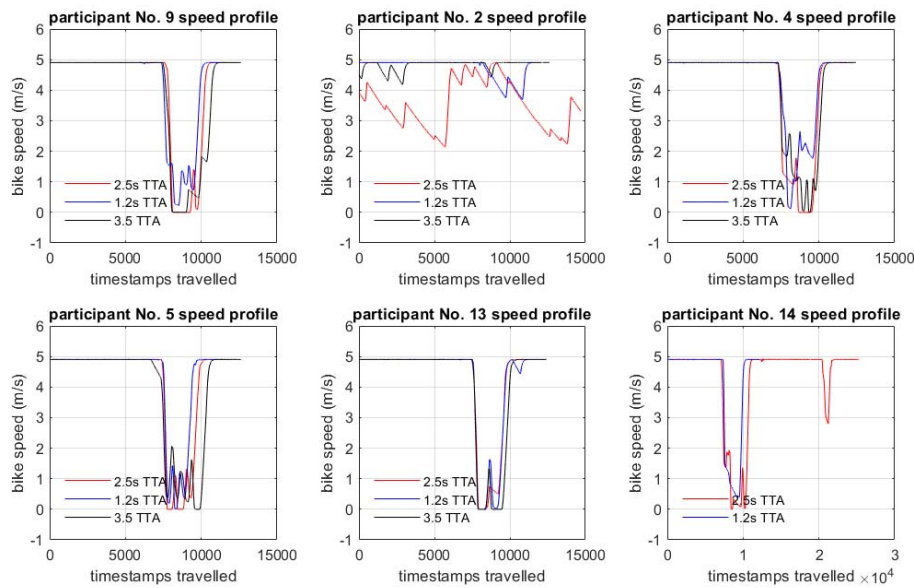 participant No. 9 speed profile
6
5
4
3
2
1
0
-1
bike speed (m/s)
2.5s TTA
1.2s TTA
3.5 TTA
0 5000 10000 15000
timestamps travelled
participant No. 2 speed profile
6
5
4
3
2
1
0
-1
bike speed (m/s)
2.5s TTA
1.2s TTA
3.5 TTA
0 5000 10000 15000
timestamps travelled
participant No. 4 speed profile
6
5
4
3
2
1
0
-1
bike speed (m/s)
2.5s TTA
1.2s TTA
3.5 TTA
0 5000 10000 15000
timestamps travelled
participant No. 5 speed profile
6
5
4
3
2
1
0
-1
bike speed (m/s)
2.5s TTA
1.2s TTA
3.5 TTA
0 5000 10000 15000
timestamps travelled
participant No. 13 speed profile
6
5
4
3
2
1
0
-1
bike speed (m/s)
2.5s TTA
1.2s TTA
3.5 TTA
0 5000 10000 15000
timestamps travelled
participant No. 14 speed profile
6
5
4
3
2
1
0
-1
bike speed (m/s)
2.5s TTA
1.2s TTA
0 1 2 3
timestamps travelled ×10⁴